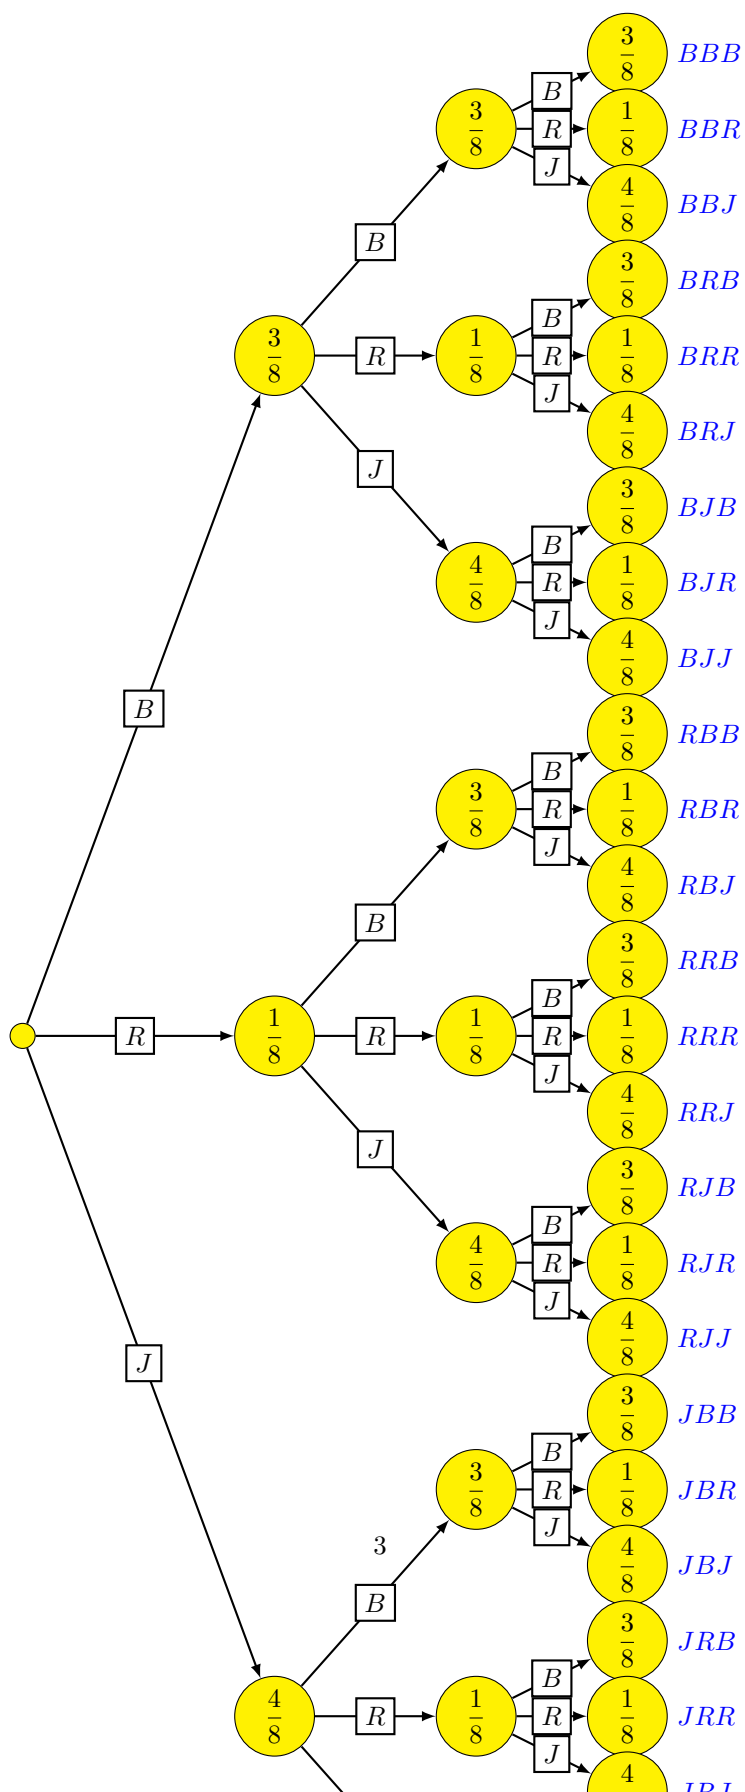 3/8 BBB
B
3/8 R 1/8 BBR
J
4/8 BBJ
B
3/8 BRB
B
3/8 R 1/8 R 1/8 BRR
J
4/8 BRJ
J
3/8 BJB
B
4/8 R 1/8 BJR
J
4/8 BJJ
B
3/8 RBB
B
3/8 R 1/8 RBR
J
4/8 RBJ
B
3/8 RRB
B
R 1/8 R 1/8 R 1/8 RRR
J
4/8 RRJ
J
3/8 RJB
B
4/8 R 1/8 RJR
J
4/8 RJJ
J
3/8 JBB
B
3/8 R 1/8 JBR
J
3
4/8 JBJ
B
3/8 JRB
B
4/8 R 1/8 R 1/8 JRR
J
4